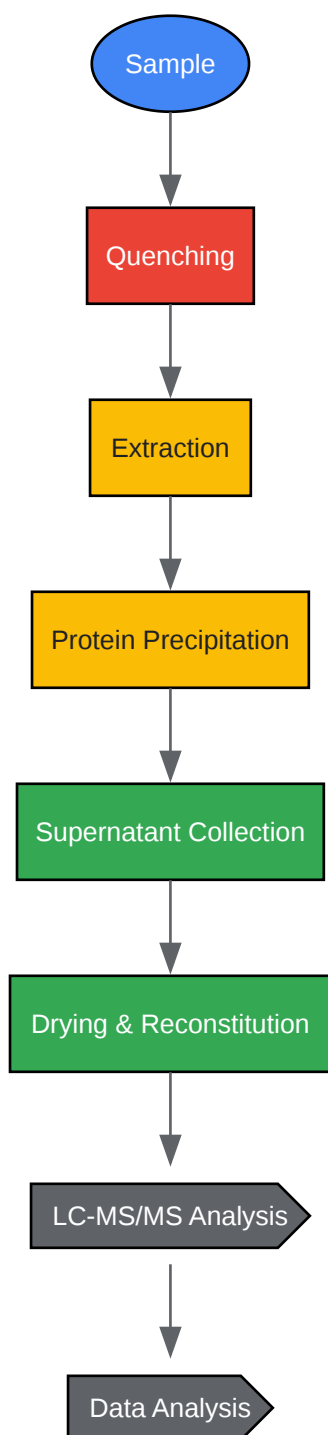 Sample
Quenching
Extraction
Protein Precipitation
Supernatant Collection
Drying & Reconstitution
LC-MS/MS Analysis
Data Analysis